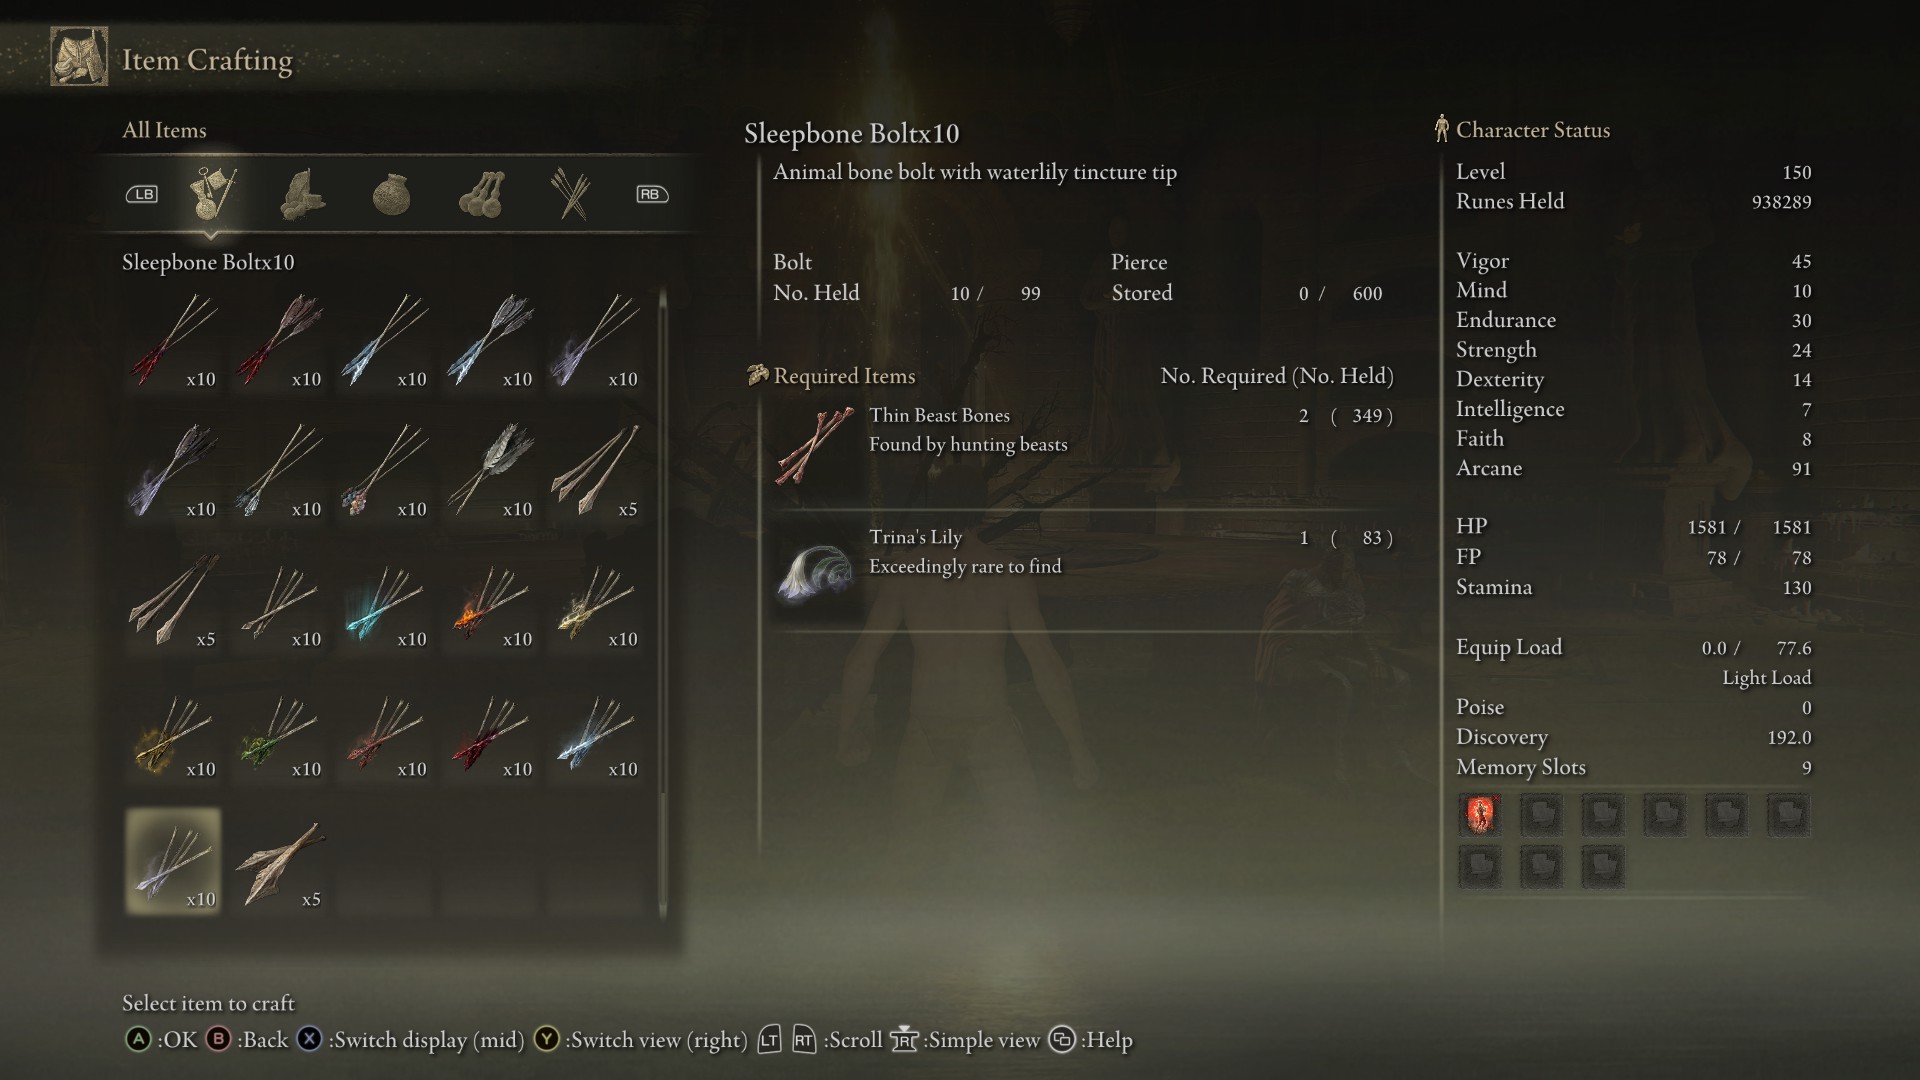 Item Crafting
All Items
LB
RB
Sleepbone Boltx10
x10 x10 x10 x10 x10
x10 x10 x10 x10 x5
x5 x10 x10 x10 x10
x10 x10 x10 x10 x10
x10 x5
Sleepbone Boltx10
Animal bone bolt with waterlily tincture tip
Bolt Pierce
No. Held 10 / 99 Stored 0 / 600
Required Items No. Required (No. Held)
Thin Beast Bones 2 ( 349 )
Found by hunting beasts
Trina's Lily 1 ( 83 )
Exceedingly rare to find
Character Status
Level 150
Runes Held 938289
Vigor 45
Mind 10
Endurance 30
Strength 24
Dexterity 14
Intelligence 7
Faith 8
Arcane 91
HP 1581 / 1581
FP 78 / 78
Stamina 130
Equip Load 0.0 / 77.6
Light Load
Poise 0
Discovery 192.0
Memory Slots 9
Select item to craft
A :OK B :Back X :Switch display (mid) Y :Switch view (right) LT RT :Scroll R :Simple view :Help